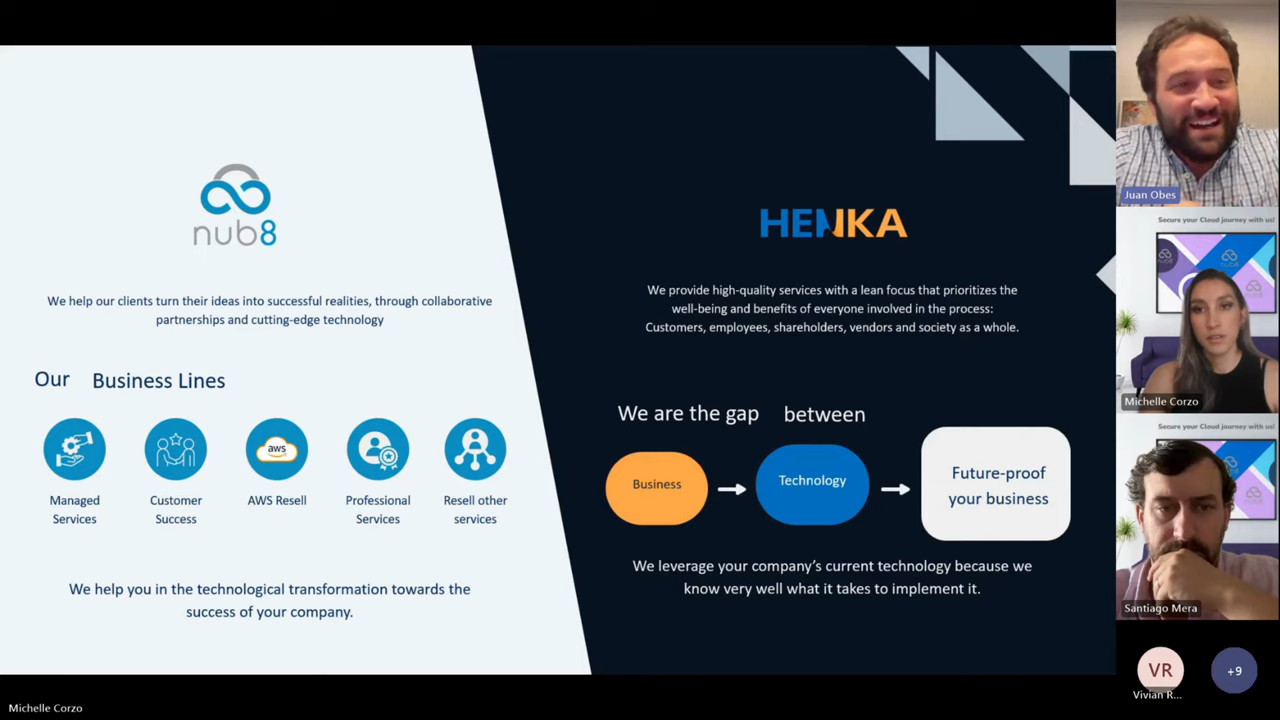 nub8
We help our clients turn their ideas into successful realities, through collaborative
partnerships and cutting-edge technology
Our Business Lines
aws
Managed
Services
Customer
Success
AWS Resell
Professional
Services
Resell other
services
We help you in the technological transformation towards the
success of your company.
HENKA
We provide high-quality services with a lean focus that prioritizes the
well-being and benefits of everyone involved in the process:
Customers, employees, shareholders, vendors and society as a whole.
We are the gap between
Business
Technology
Future-proof
your business
We leverage your company's current technology because we
know very well what it takes to implement it.
Juan Obes
Secure your Cloud journey with us!
nub8
nub8
nub8
Michelle Corzo
Secure your Cloud journey with us!
Santiago Mera
VR
Vivian R...
+9
Michelle Corzo